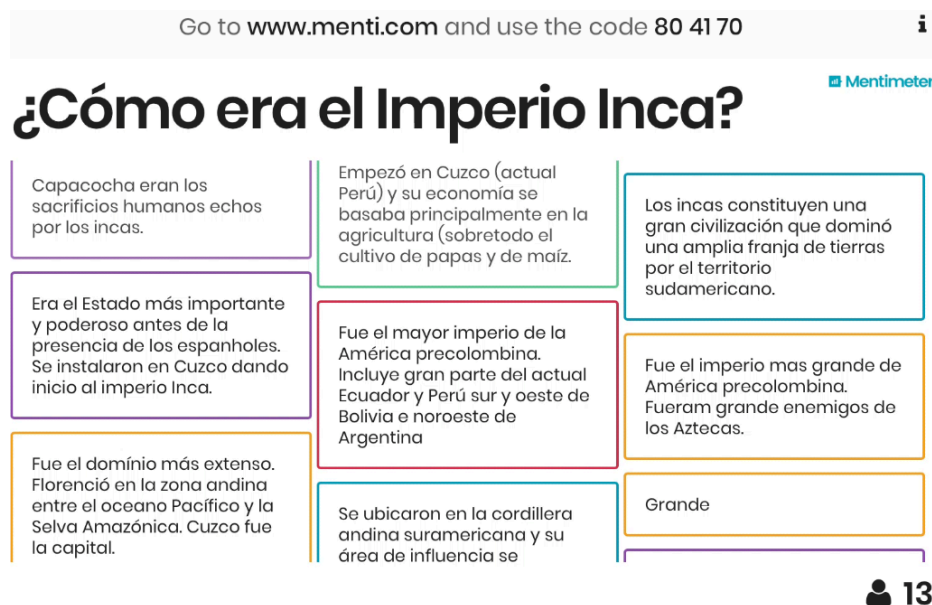 Go to www.menti.com and use the code 80 41 70
i
Mentimeter
¿Cómo era el Imperio Inca?
Capacocha eran los
sacrificios humanos echos
por los incas.
Era el Estado más importante
y poderoso antes de la
presencia de los espanholes.
Se instalaron en Cuzco dando
inicio al imperio Inca.
Fue el domínio más extenso.
Florenció en la zona andina
entre el oceano Pacífico y la
Selva Amazónica. Cuzco fue
la capital.
Empezó en Cuzco (actual
Perú) y su economía se
basaba principalmente en la
agricultura (sobretodo el
cultivo de papas y de maíz.
Fue el mayor imperio de la
América precolombina.
Incluye gran parte del actual
Ecuador y Perú sur y oeste de
Bolivia e noroeste de
Argentina
Se ubicaron en la cordillera
andina suramericana y su
área de influencia se
Los incas constituyen una
gran civilización que dominó
una amplia franja de tierras
por el territorio
sudamericano.
Fue el imperio mas grande de
América precolombina.
Fueram grande enemigos de
los Aztecas.
Grande
13